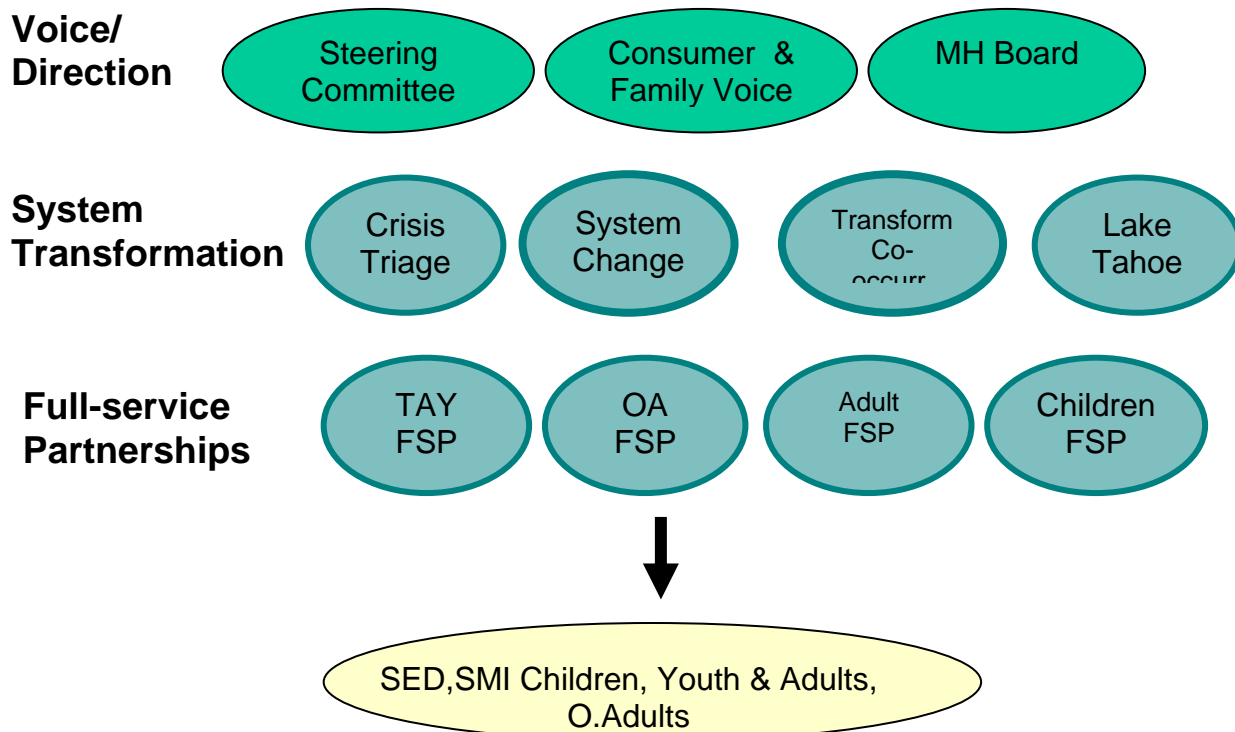 Voice/
Direction
Steering
Committee
Consumer &
Family Voice
MH Board
System
Transformation
Crisis
Triage
System
Change
Transform
Co-
occurr
Lake
Tahoe
Full-service
Partnerships
TAY
FSP
OA
FSP
Adult
FSP
Children
FSP
SED,SMI Children, Youth & Adults,
O.Adults